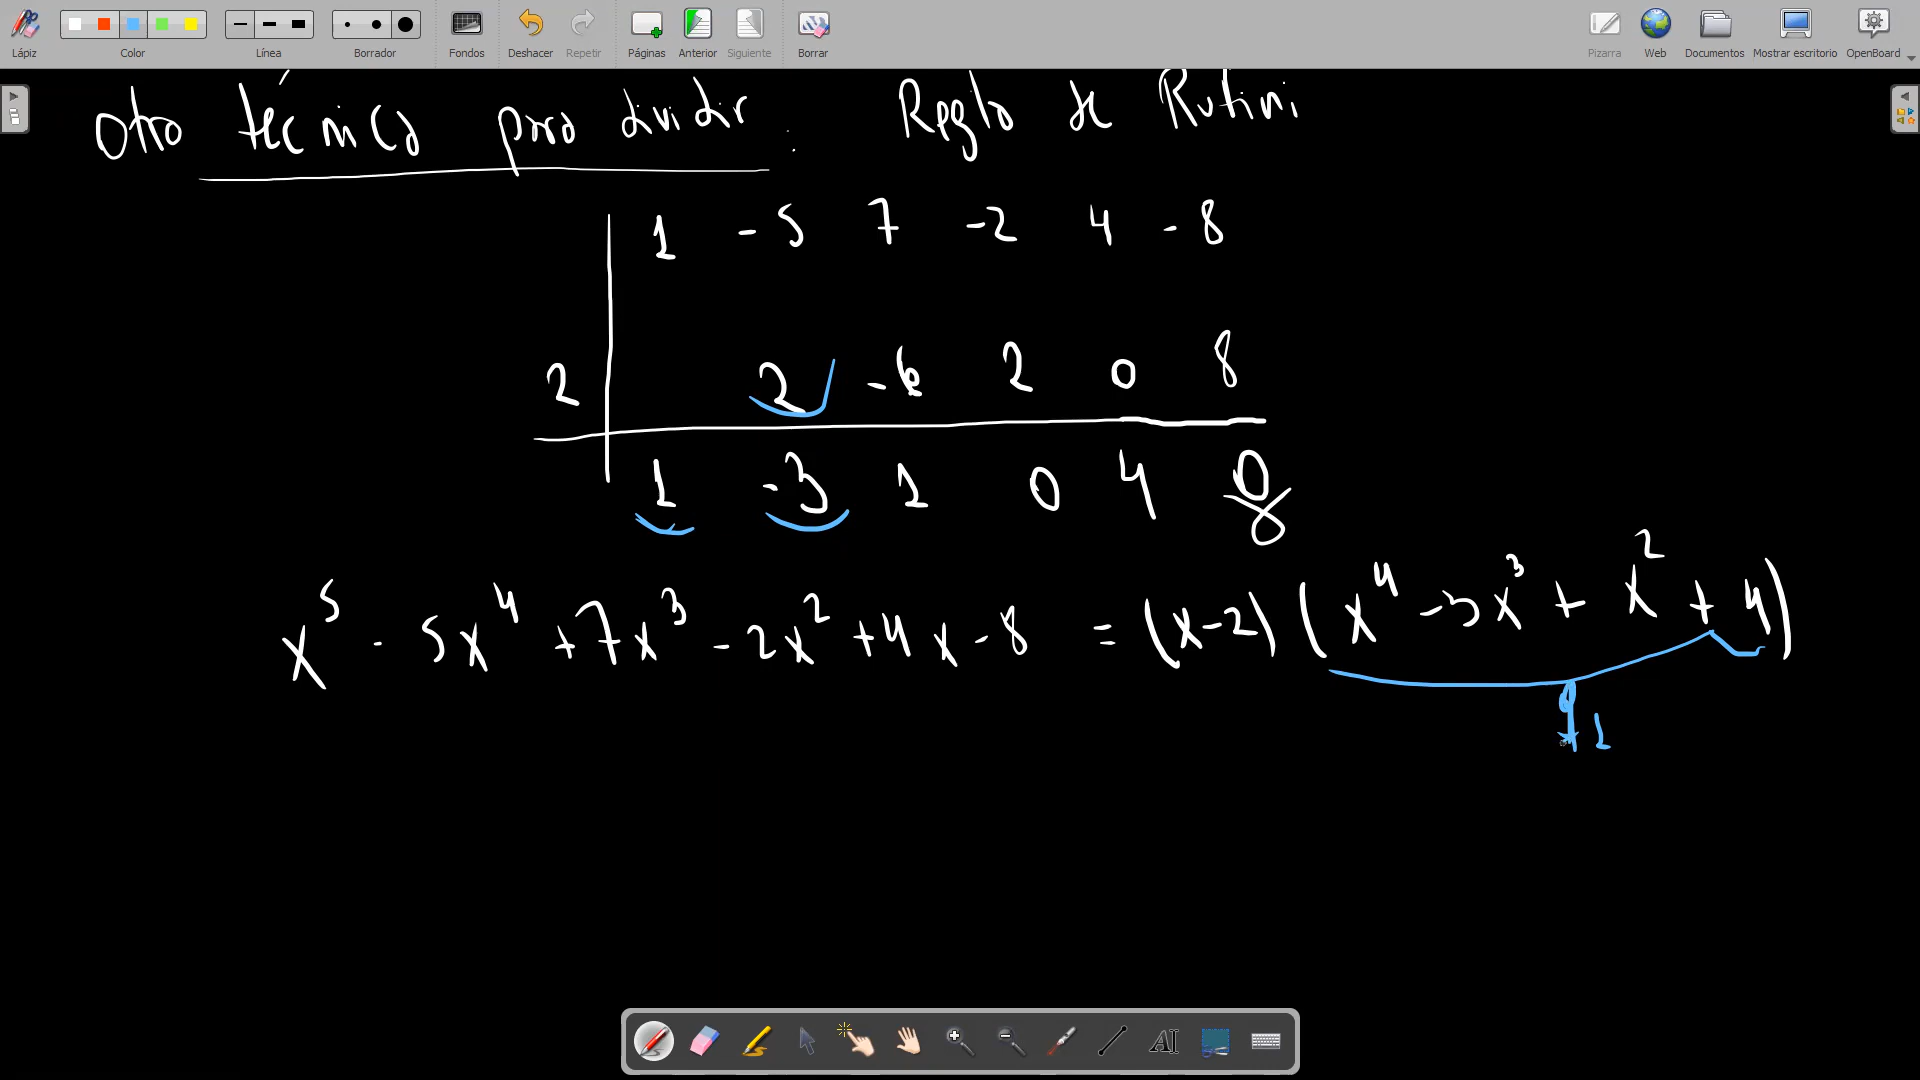 Lápiz Color Línea Borrador Fondos Deshacer Repetir Páginas Anterior Siguiente Borrar Pizarra Web Documentos Mostrar escritorio OpenBoard
Otra técnica para dividir: Regla de Rufini
1 -5 7 -2 4 -8
2 2 -6 2 0 8
1 -3 1 0 4 0
x⁵ - 5x⁴ + 7x³ - 2x² + 4x - 8 = (x-2) (x⁴ - 3x³ + x² + 4)
q₁